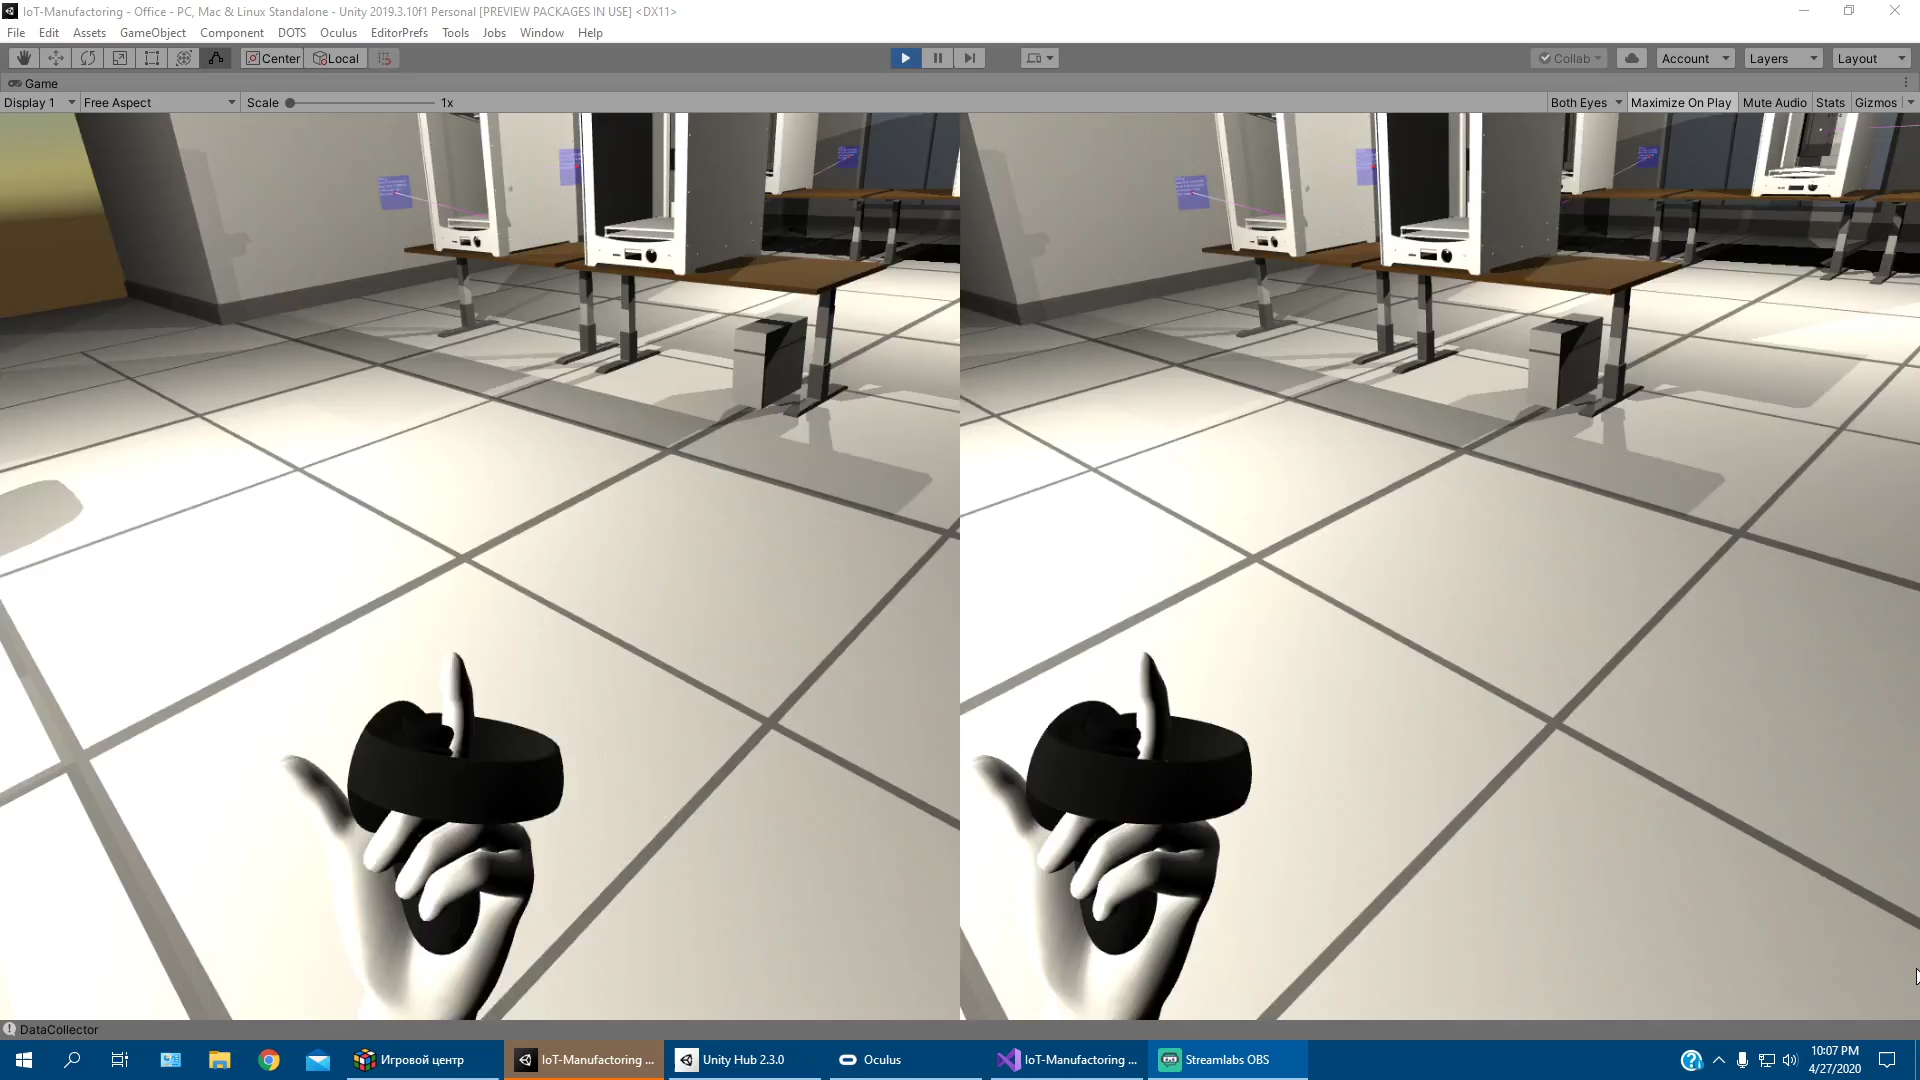 IoT-Manufactoring - Office - PC, Mac & Linux Standalone - Unity 2019.3.10f1 Personal [PREVIEW PACKAGES IN USE] <DX11>
File Edit Assets GameObject Component DOTS Oculus EditorPrefs Tools Jobs Window Help
Center Local Collab Account Layers Layout
Game
Display 1 Free Aspect Scale 1x Both Eyes Maximize On Play Mute Audio Stats Gizmos
DataCollector
Игровой центр IoT-Manufactoring ... Unity Hub 2.3.0 Oculus IoT-Manufactoring ... Streamlabs OBS 10:07 PM
4/27/2020